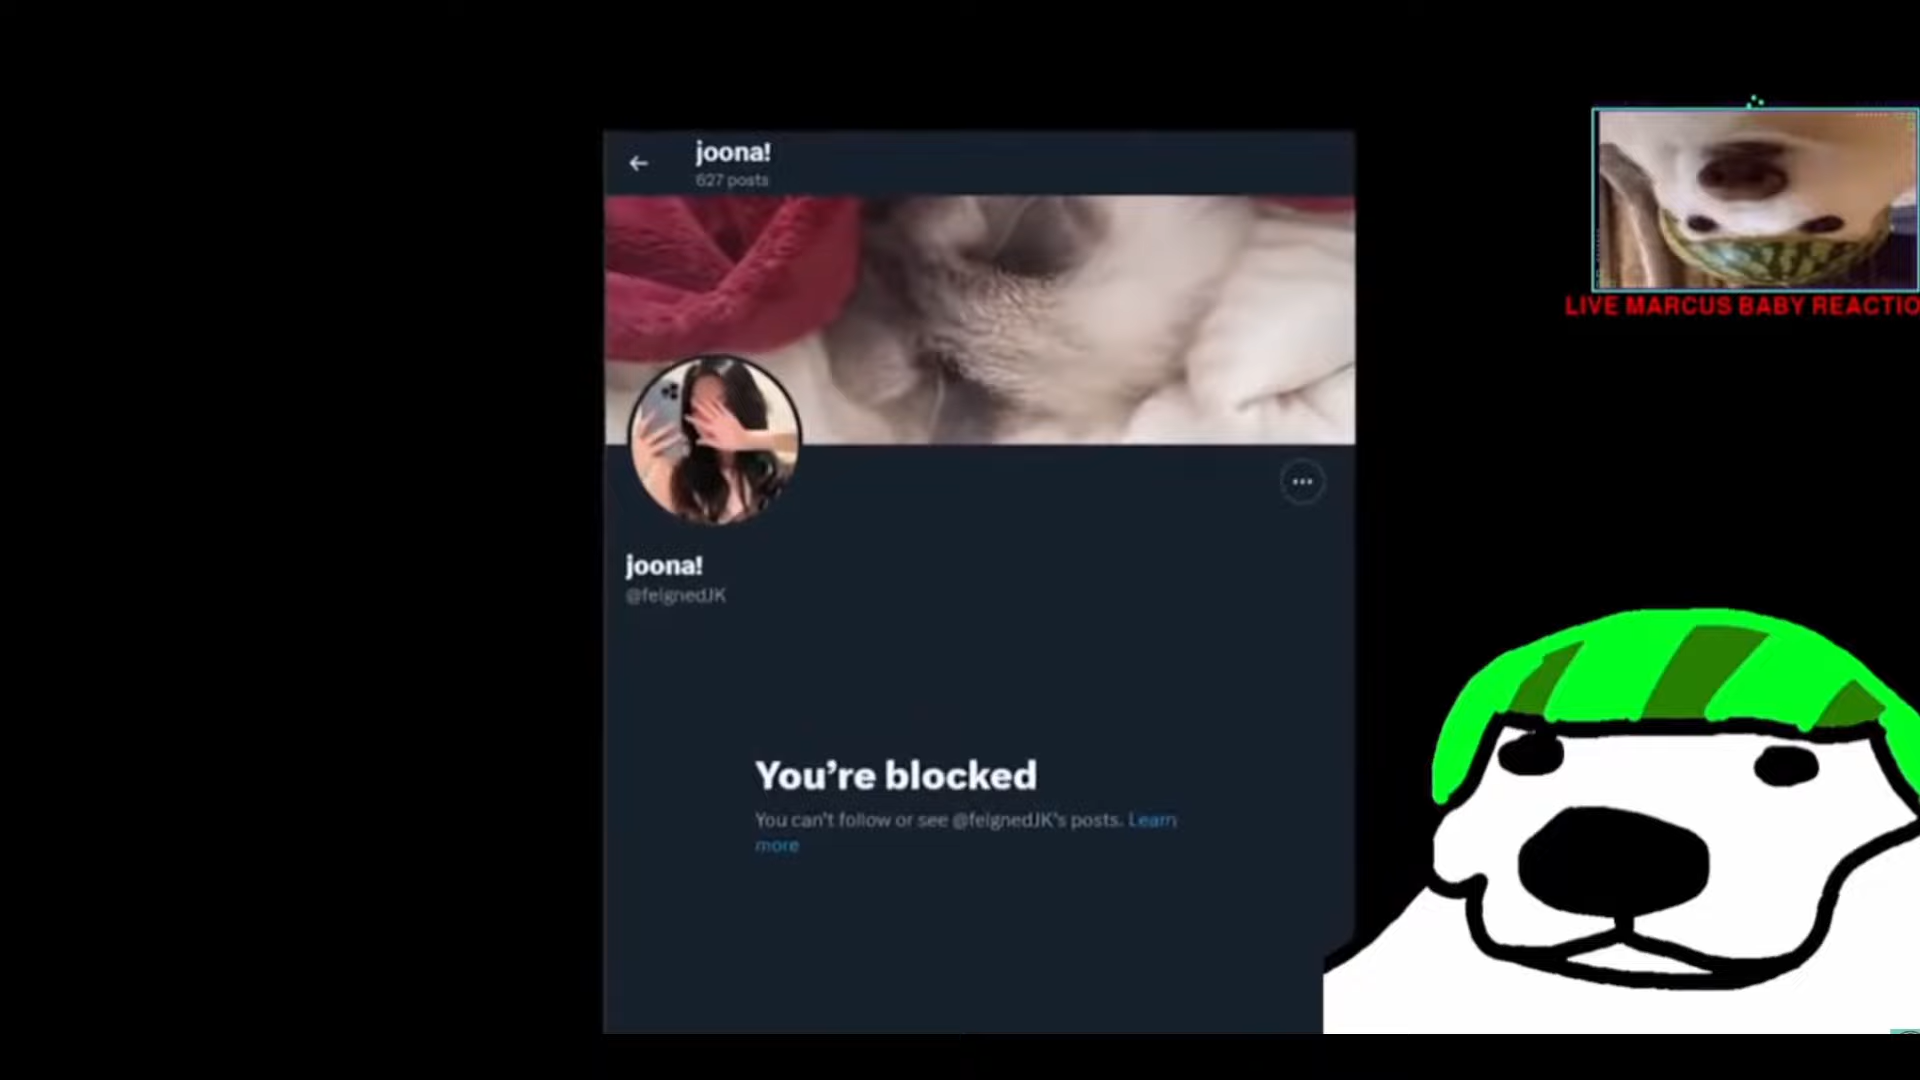 joona!
627 posts
LIVE MARCUS BABY REACTIO
joona!
@feignedJK
You're blocked
You can't follow or see @feignedJK's posts. Learn
more